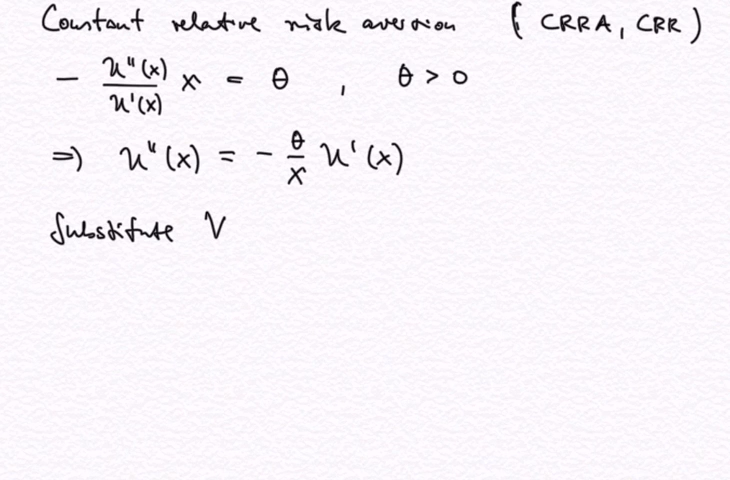 Constant relative risk aversion (CRRA, CRR)
- u''(x)/u'(x) x = θ , θ > 0
⇒ u''(x) = - θ/x u'(x)
Substitute V